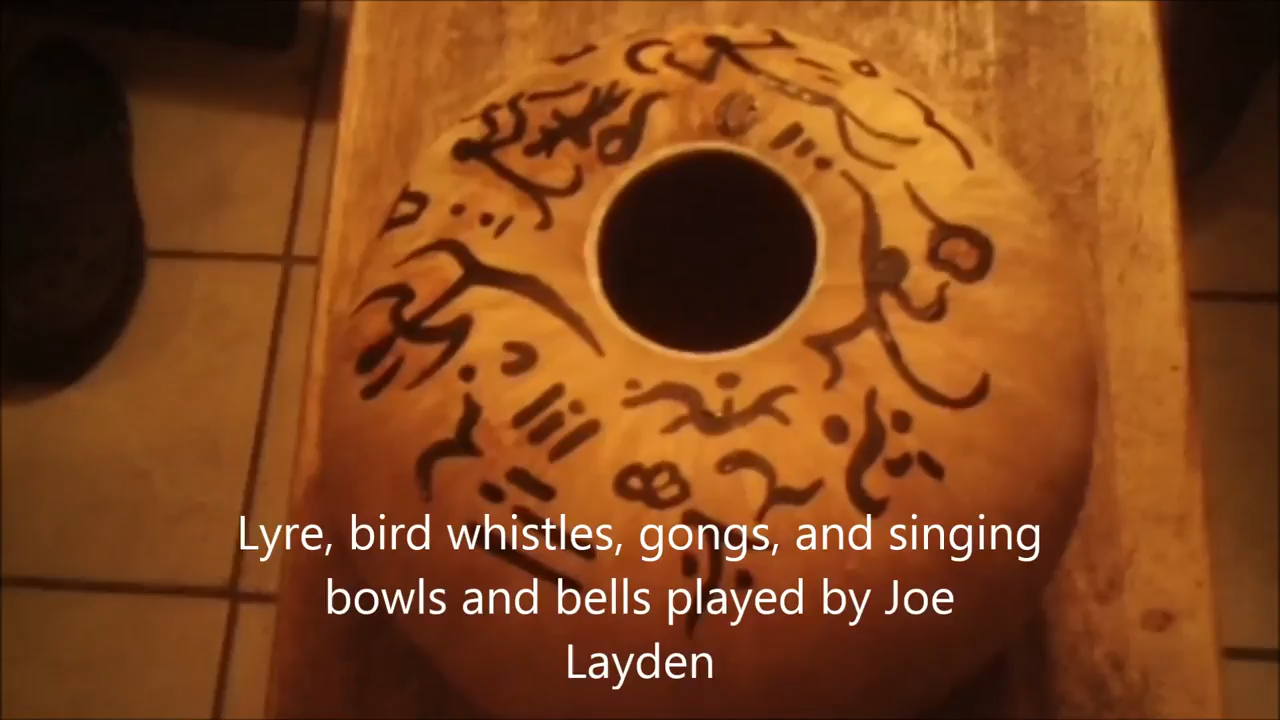 Lyre, bird whistles, gongs, and singing
bowls and bells played by Joe
Layden